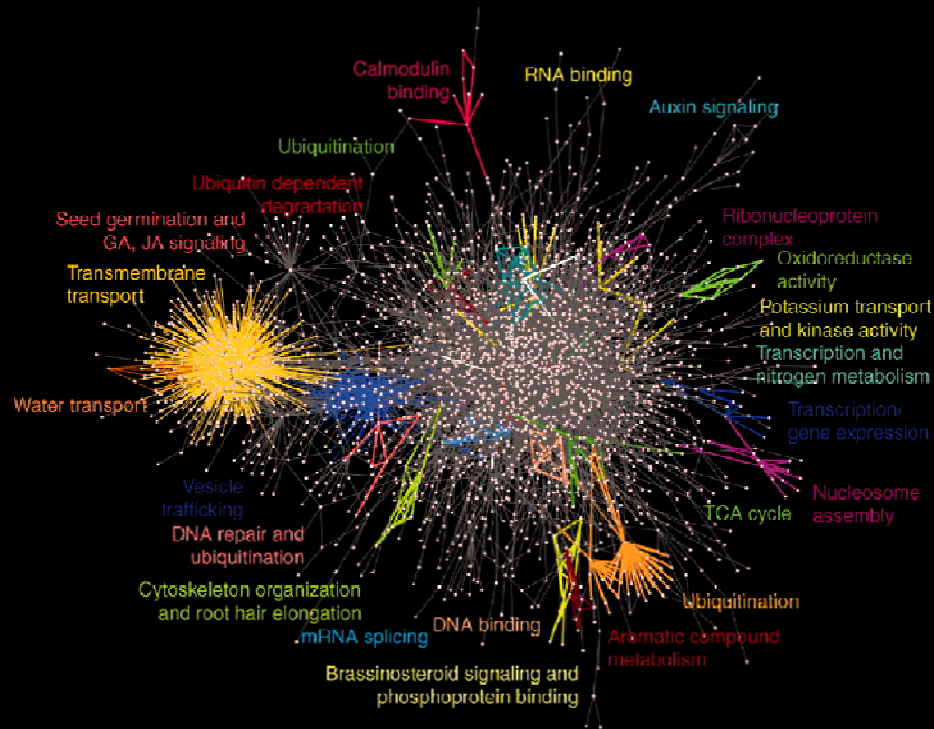 Calmodulin
binding
RNA binding
Auxin signaling
Ubiquitination
Ubiquitin dependent
degradation
Seed germination and
GA, JA signaling
Transmembrane
transport
Water transport
Ribonucleoprotein
complex
Oxidoreductase
activity
Potassium transport
and kinase activity
Transcription and
nitrogen metabolism
Transcription/
gene expression
Nucleosome
assembly
TCA cycle
Vesicle
trafficking
DNA repair and
ubiquitination
Cytoskeleton organization
and root hair elongation
mRNA splicing
DNA binding
Ubiquitination
Aromatic compound
metabolism
Brassinosteroid signaling and
phosphoprotein binding